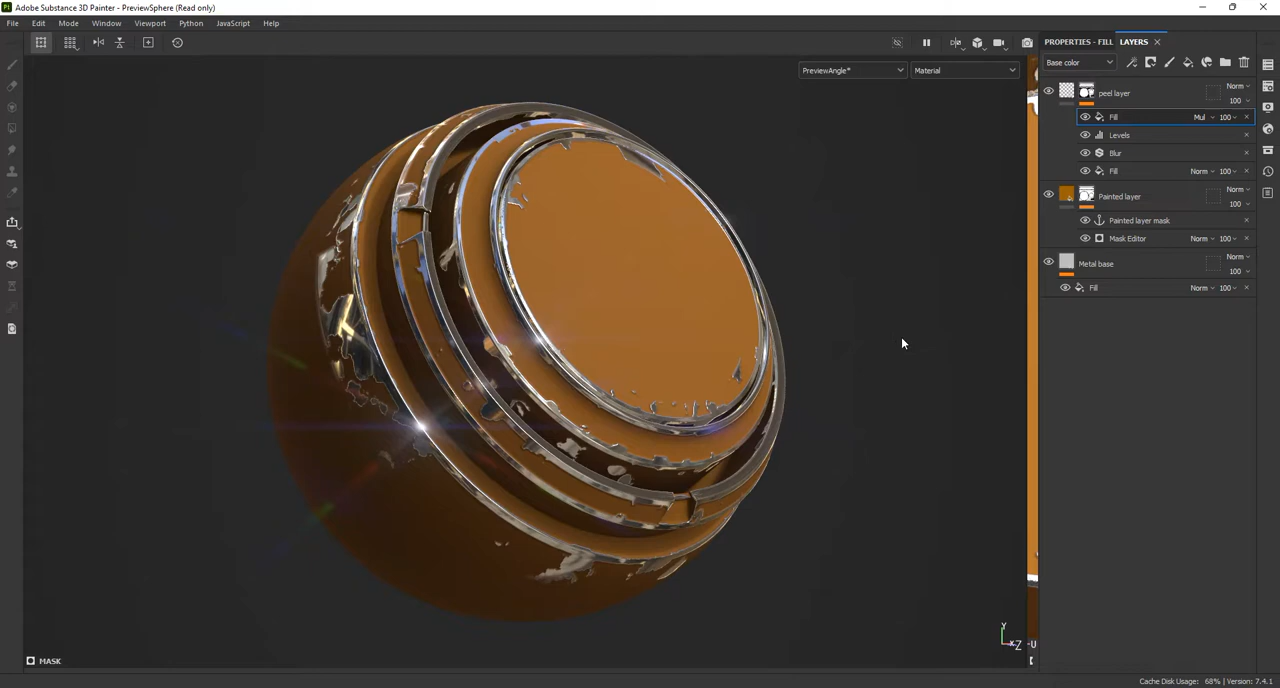 Adobe Substance 3D Painter - PreviewSphere (Read only)
File Edit Mode Window Viewport Python JavaScript Help
PROPERTIES - FILL LAYERS
PreviewAngle* Material
Base color
peel layer Norm
100
Fill Mul 100
Levels
Blur
Fill Norm 100
Painted layer Norm
100
Painted layer mask
Mask Editor Norm 100
Metal base Norm
100
Fill Norm 100
Y
Z
-U
MASK
Cache Disk Usage: 68% | Version: 7.4.1